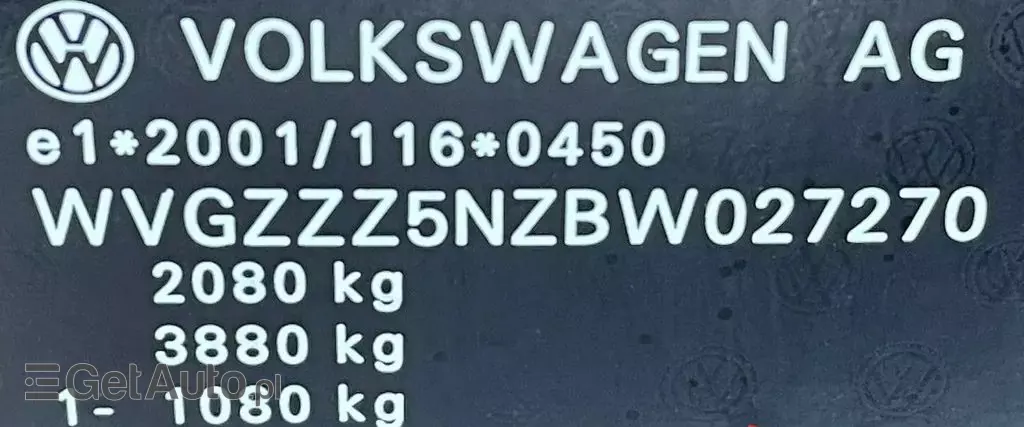 VOLKSWAGEN AG
e1*2001/116*0450
WVGZZZ5NZBW027270
2080 kg
3880 kg
GetAuto.pl
1- 1080 kg